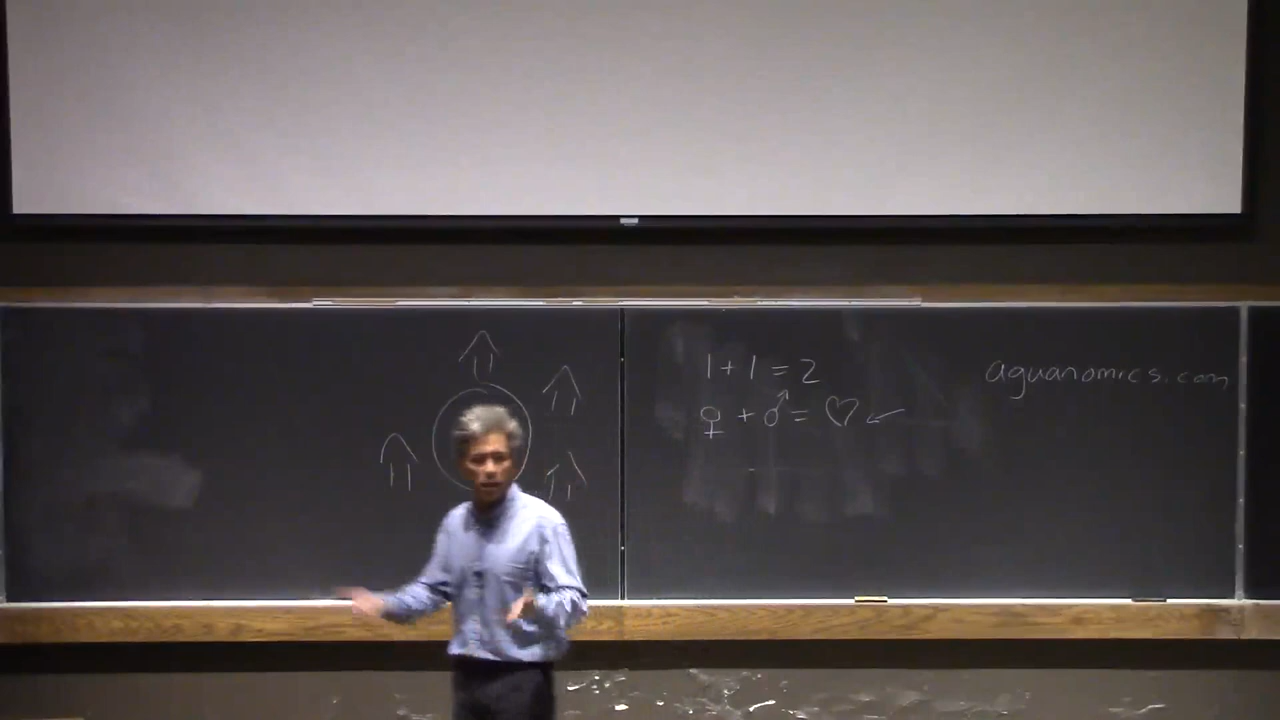 1 + 1 = 2
♀ + ♂ = ♡ ←
aguanomics.com